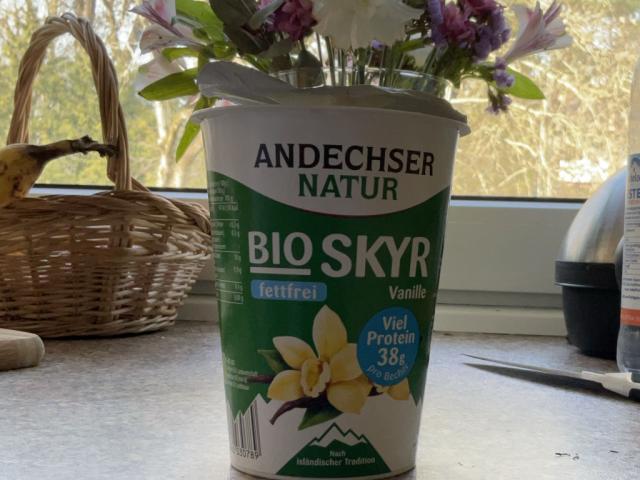 ANDECHSER
NATUR
BIO SKYR
fettfrei
Vanille
Viel
Protein
38g
pro Becher
Nach
isländischer Tradition